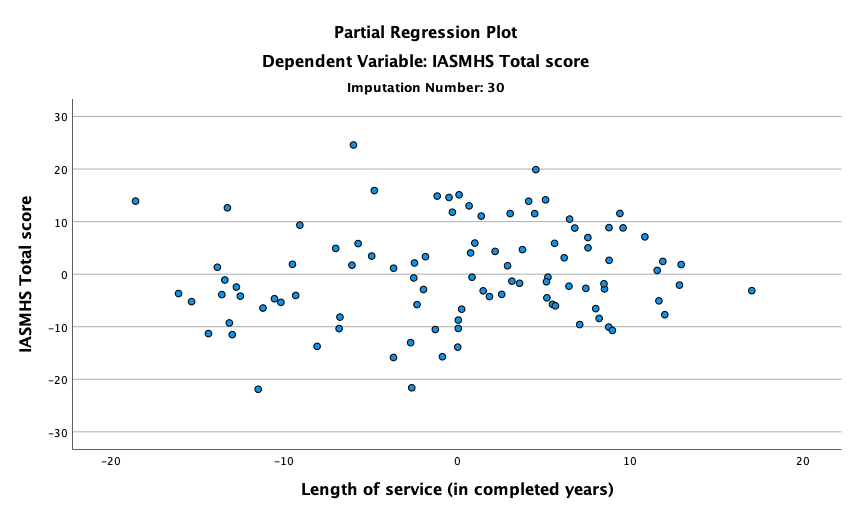 Partial Regression Plot
Dependent Variable: IASMHS Total score
Imputation Number: 30
30
20
10
0
−10
−20
−30
IASMHS Total score
−20
−10
0
10
20
Length of service (in completed years)